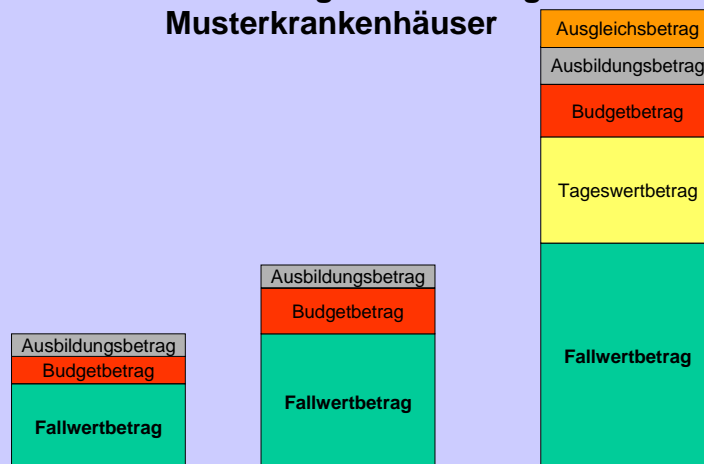 Musterkrankenhäuser
Ausgleichsbetrag
Ausbildungsbetrag
Budgetbetrag
Tageswertbetrag
Fallwertbetrag
Ausbildungsbetrag
Budgetbetrag
Fallwertbetrag
Ausbildungsbetrag
Budgetbetrag
Fallwertbetrag